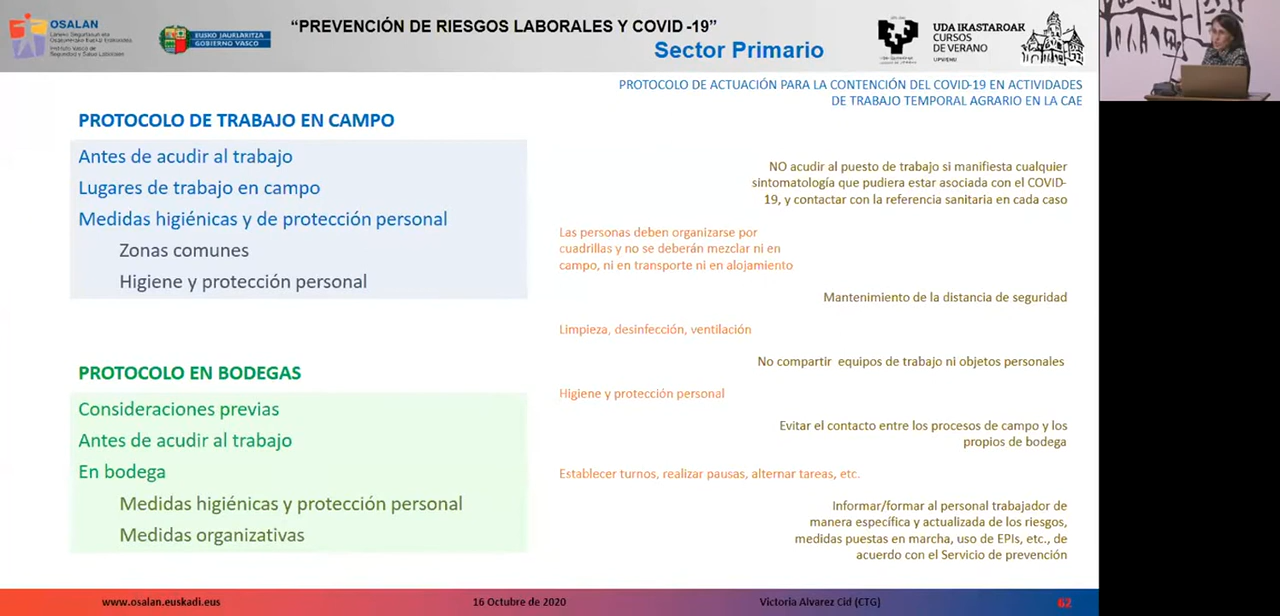 OSALAN
Instituto Vasco de
Seguridad y Salud Laborales
EUSKO JAURLARITZA
GOBIERNO VASCO
“PREVENCIÓN DE RIESGOS LABORALES Y COVID -19”
Sector Primario
UDA IKASTAROAK
CURSOS
DE VERANO
UPV/EHU
PROTOCOLO DE ACTUACIÓN PARA LA CONTENCIÓN DEL COVID-19 EN ACTIVIDADES
DE TRABAJO TEMPORAL AGRARIO EN LA CAE
PROTOCOLO DE TRABAJO EN CAMPO
Antes de acudir al trabajo
Lugares de trabajo en campo
Medidas higiénicas y de protección personal
Zonas comunes
Higiene y protección personal
PROTOCOLO EN BODEGAS
Consideraciones previas
Antes de acudir al trabajo
En bodega
Medidas higiénicas y protección personal
Medidas organizativas
NO acudir al puesto de trabajo si manifiesta cualquier
sintomatología que pudiera estar asociada con el COVID-
19, y contactar con la referencia sanitaria en cada caso
Las personas deben organizarse por
cuadrillas y no se deberán mezclar ni en
campo, ni en transporte ni en alojamiento
Mantenimiento de la distancia de seguridad
Limpieza, desinfección, ventilación
No compartir equipos de trabajo ni objetos personales
Higiene y protección personal
Evitar el contacto entre los procesos de campo y los
propios de bodega
Establecer turnos, realizar pausas, alternar tareas, etc.
Informar/formar al personal trabajador de
manera específica y actualizada de los riesgos,
medidas puestas en marcha, uso de EPIs, etc., de
acuerdo con el Servicio de prevención
www.osalan.euskadi.eus
16 Octubre de 2020
Victoria Alvarez Cid (CTG)
62